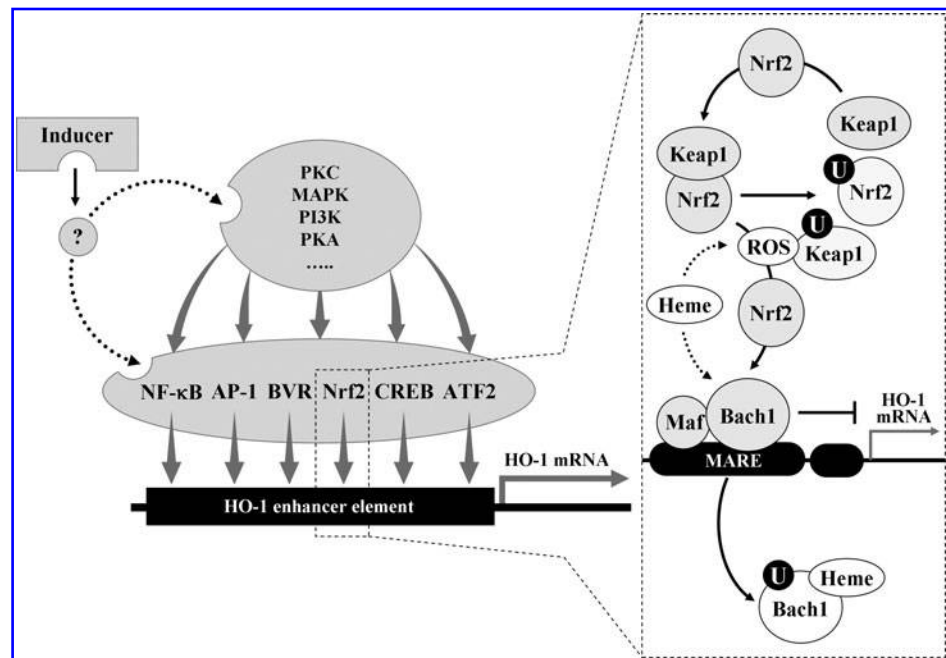 Inducer
?
PKC
MAPK
PI3K
PKA
.....
NF-κB AP-1 BVR Nrf2 CREB ATF2
HO-1 mRNA
HO-1 enhancer element
Nrf2
Keap1
Keap1
Nrf2
U
Nrf2
U
ROS
Keap1
Heme
Nrf2
Maf
Bach1
HO-1
mRNA
MARE
U
Heme
Bach1